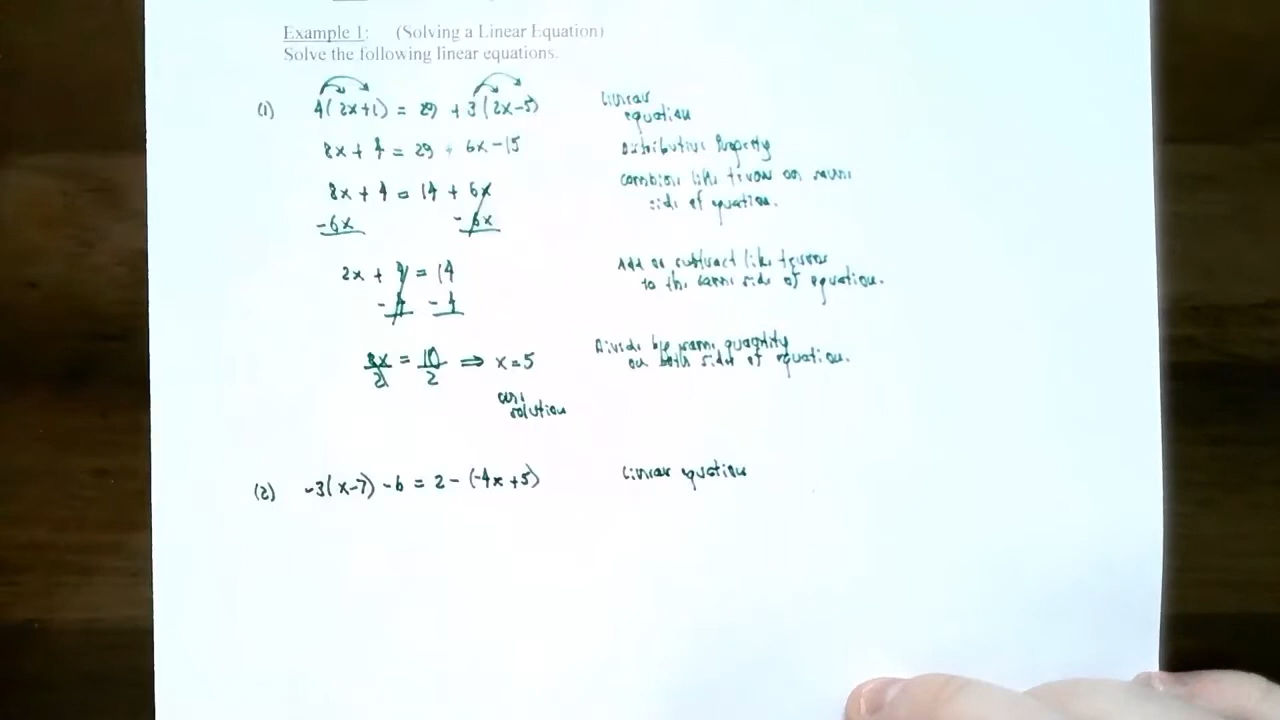 Example 1: (Solving a Linear Equation)
Solve the following linear equations.
(1) 4(2x+1) = 29 + 3(2x-5) Linear
equation
8x + 4 = 29 + 6x - 15 Distributive Property
8x + 4 = 14 + 6x combine like terms on same
side of equation.
-6x -6x
2x + 4 = 14 Add or subtract like terms
to the same side of equation.
-4 -4
2x/2 = 10/2 ⇒ x = 5 Divide by same quantity
on both sides of equation.
one
solution
(2) -3(x-7) -6 = 2 - (-4x+5) Linear equation